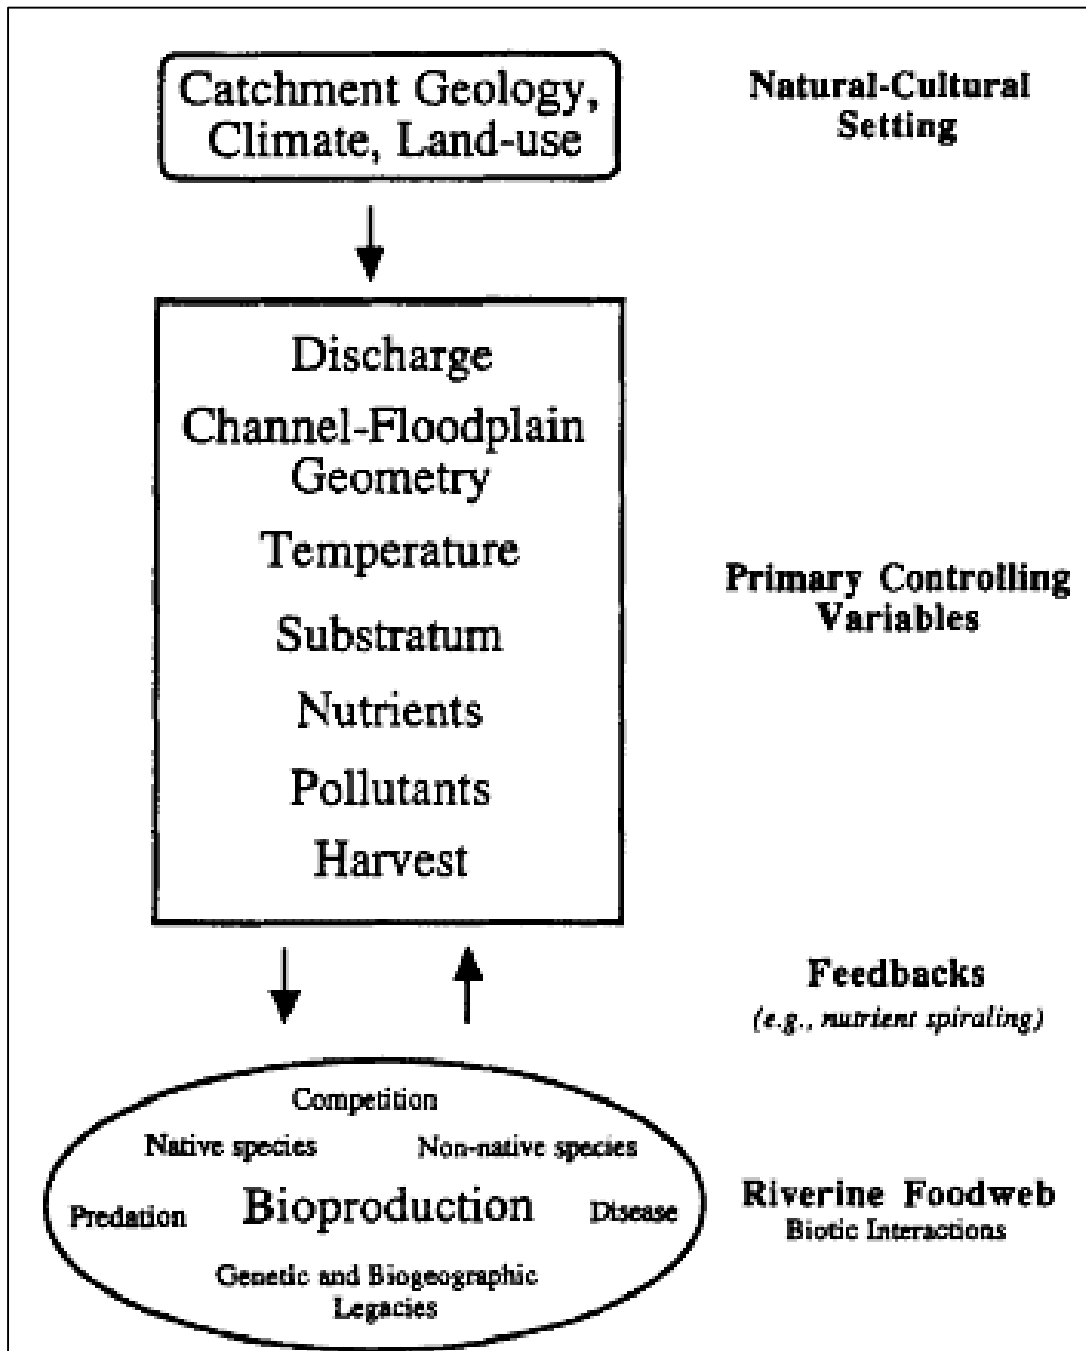 Catchment Geology,
Climate, Land-use
Natural-Cultural
Setting
Discharge
Channel-Floodplain
Geometry
Temperature
Substratum
Nutrients
Pollutants
Harvest
Primary Controlling
Variables
Feedbacks
(e.g., nutrient spiraling)
Competition
Native species
Non-native species
Predation
Bioproduction
Disease
Genetic and Biogeographic
Legacies
Riverine Foodweb
Biotic Interactions